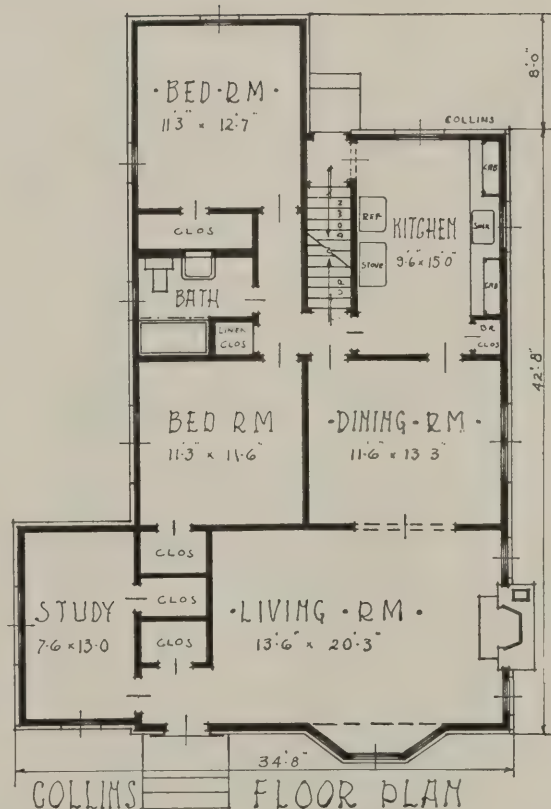 8'-0"
· BED · RM ·
11'3" × 12'-7"
COLLINS
CAB
REF
KITCHEN
9'-6" × 15'-0"
SINK
CLOS
DOWN
STOVE
BATH
UP
CAB
LINEN
CLOS
BR.
CLOS
42'-8"
BED RM
11'-3" × 11'-6"
· DINING · RM ·
11'-6" × 13'3"
CLOS
STUDY
7-6 × 13-0
CLOS
· LIVING · RM ·
13'-6" × 20'-3"
CLOS
34'-8"
COLLINS FLOOR PLAN